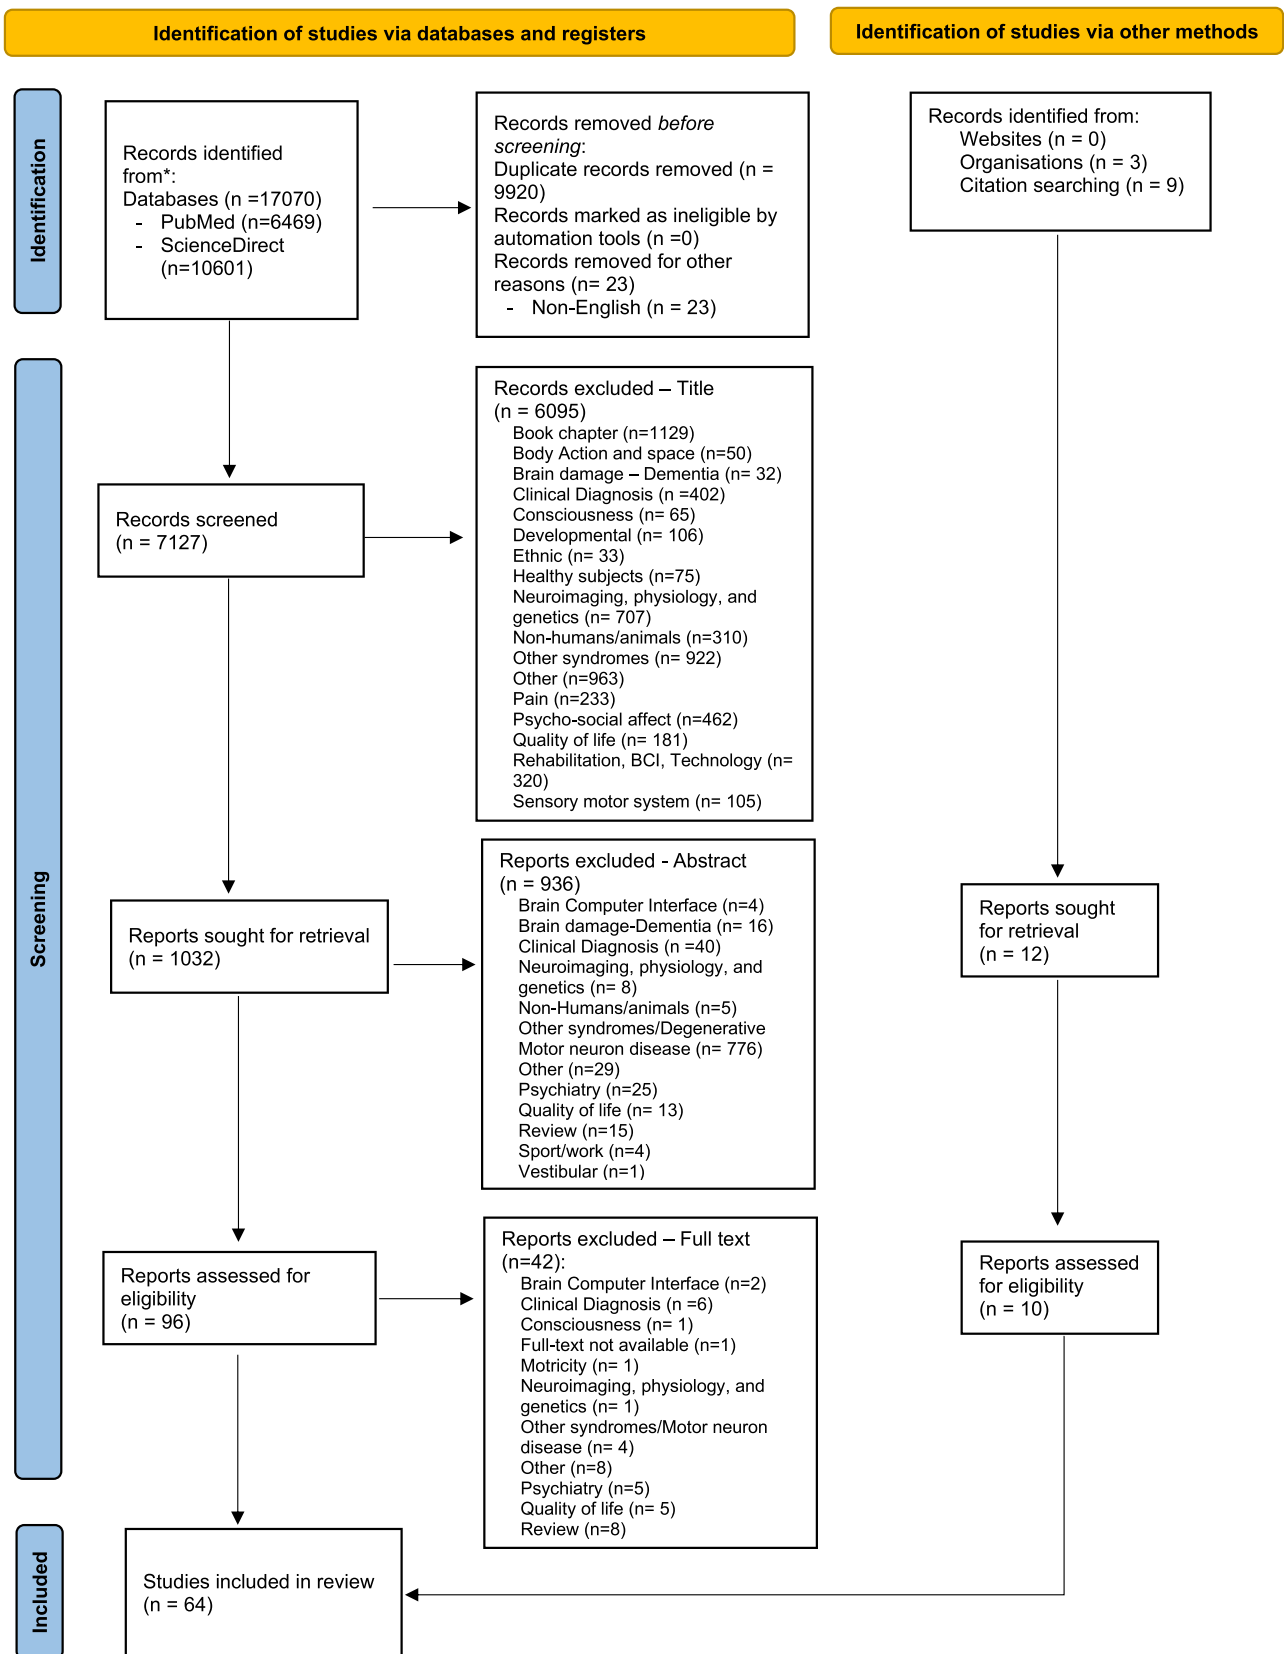 Identification of studies via databases and registers
Identification of studies via other methods
Identification
Records identified
from*:
Databases (n =17070)
- PubMed (n=6469)
- ScienceDirect
(n=10601)
Records removed before
screening:
Duplicate records removed (n =
9920)
Records marked as ineligible by
automation tools (n =0)
Records removed for other
reasons (n= 23)
- Non-English (n = 23)
Records identified from:
Websites (n = 0)
Organisations (n = 3)
Citation searching (n = 9)
Screening
Records screened
(n = 7127)
Records excluded – Title
(n = 6095)
Book chapter (n=1129)
Body Action and space (n=50)
Brain damage – Dementia (n= 32)
Clinical Diagnosis (n =402)
Consciousness (n= 65)
Developmental (n= 106)
Ethnic (n= 33)
Healthy subjects (n=75)
Neuroimaging, physiology, and
genetics (n= 707)
Non-humans/animals (n=310)
Other syndromes (n= 922)
Other (n=963)
Pain (n=233)
Psycho-social affect (n=462)
Quality of life (n= 181)
Rehabilitation, BCI, Technology (n=
320)
Sensory motor system (n= 105)
Reports sought for retrieval
(n = 1032)
Reports excluded - Abstract
(n = 936)
Brain Computer Interface (n=4)
Brain damage-Dementia (n= 16)
Clinical Diagnosis (n =40)
Neuroimaging, physiology, and
genetics (n= 8)
Non-Humans/animals (n=5)
Other syndromes/Degenerative
Motor neuron disease (n= 776)
Other (n=29)
Psychiatry (n=25)
Quality of life (n= 13)
Review (n=15)
Sport/work (n=4)
Vestibular (n=1)
Reports sought
for retrieval
(n = 12)
Reports assessed for
eligibility
(n = 96)
Reports excluded – Full text
(n=42):
Brain Computer Interface (n=2)
Clinical Diagnosis (n =6)
Consciousness (n= 1)
Full-text not available (n=1)
Motricity (n= 1)
Neuroimaging, physiology, and
genetics (n= 1)
Other syndromes/Motor neuron
disease (n= 4)
Other (n=8)
Psychiatry (n=5)
Quality of life (n= 5)
Review (n=8)
Reports assessed
for eligibility
(n = 10)
Included
Studies included in review
(n = 64)